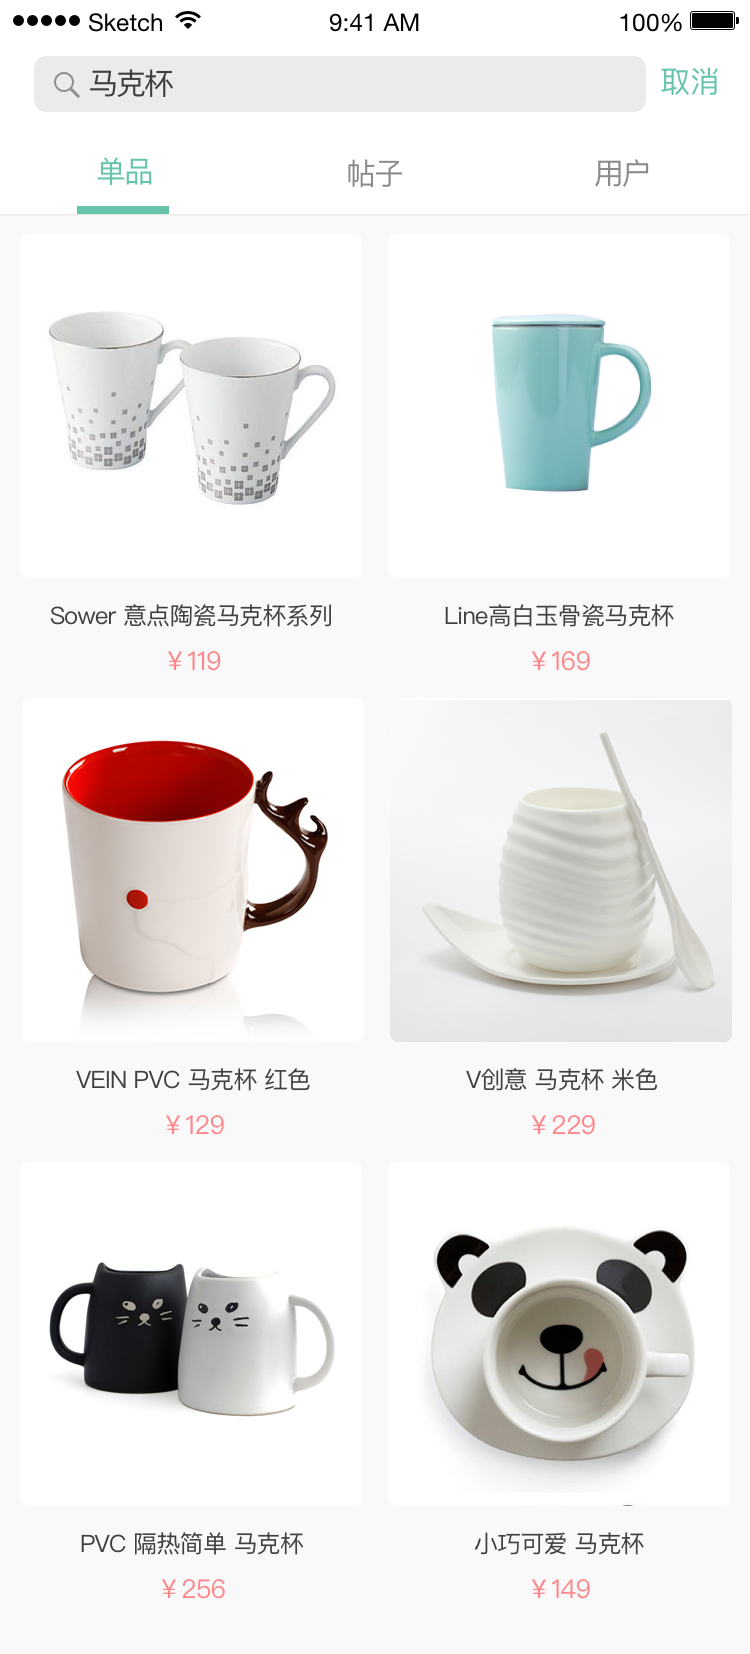 Sketch 9:41 AM 100%
马克杯 取消
单品 帖子 用户
Sower 意点陶瓷马克杯系列 Line高白玉骨瓷马克杯
￥119 ￥169
VEIN PVC 马克杯 红色 V创意 马克杯 米色
￥129 ￥229
PVC 隔热简单 马克杯 小巧可爱 马克杯
￥256 ￥149